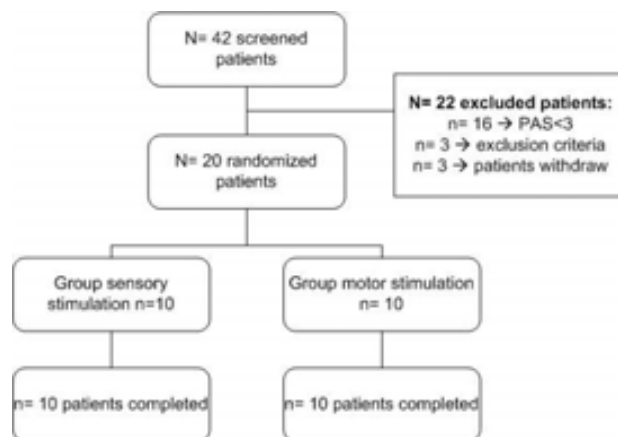 N= 42 screened
patients
N= 22 excluded patients:
n= 16 → PAS<3
n= 3 → exclusion criteria
n= 3 → patients withdraw
N= 20 randomized
patients
Group sensory
stimulation n=10
Group motor stimulation
n= 10
n= 10 patients completed
n= 10 patients completed